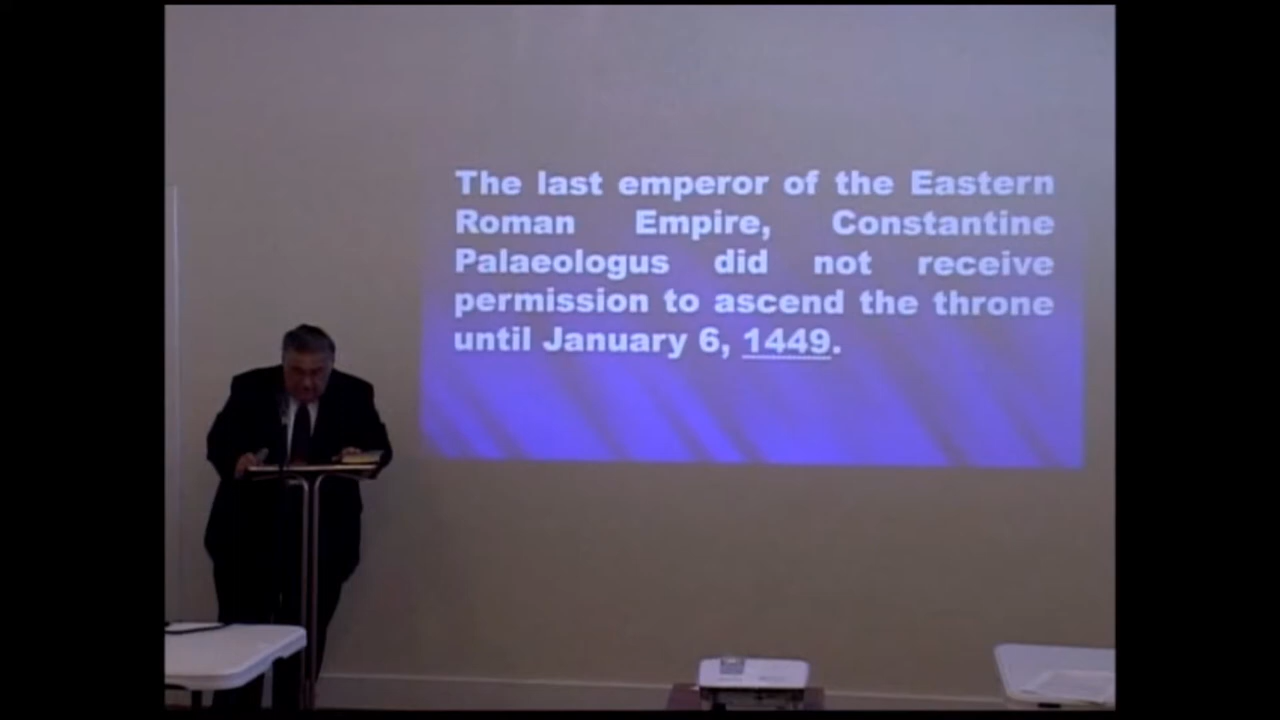 The last emperor of the Eastern
Roman Empire, Constantine
Palaeologus did not receive
permission to ascend the throne
until January 6, 1449.